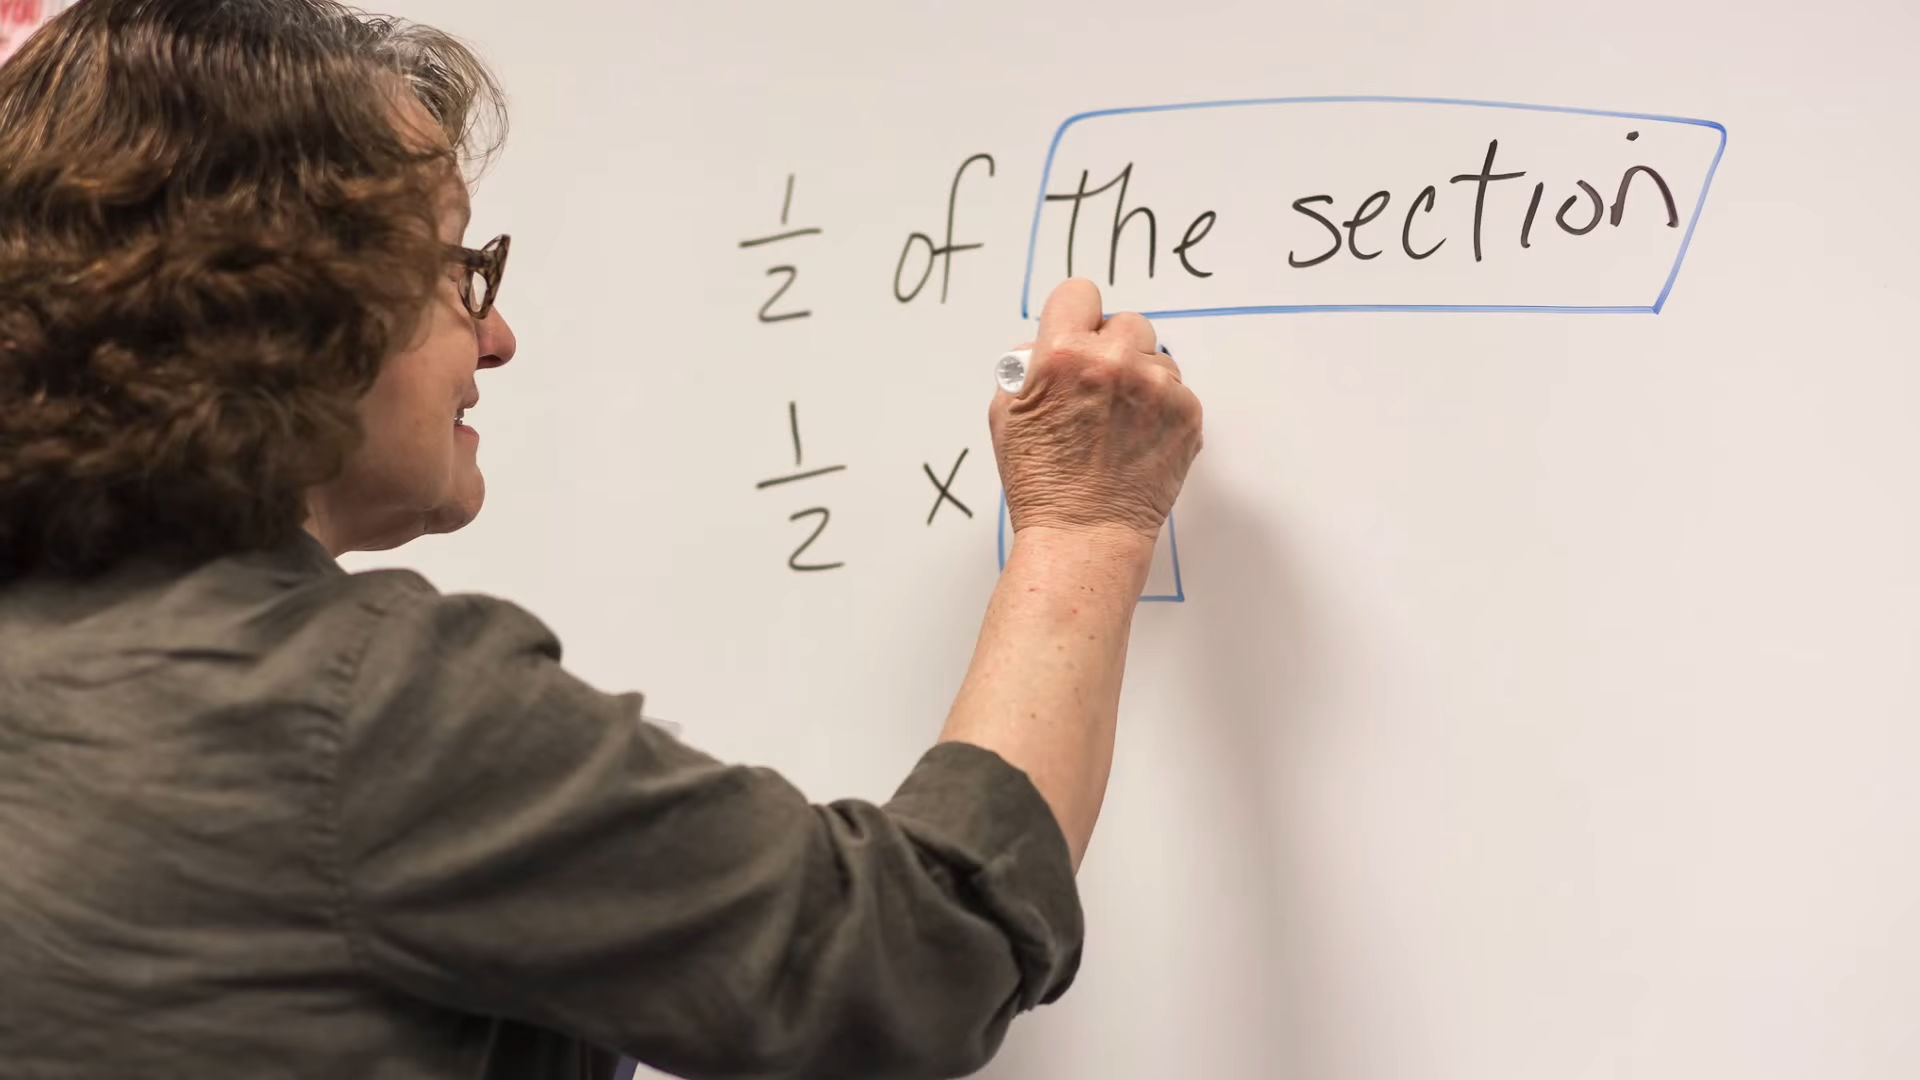 1/2 of the section
1/2 ×